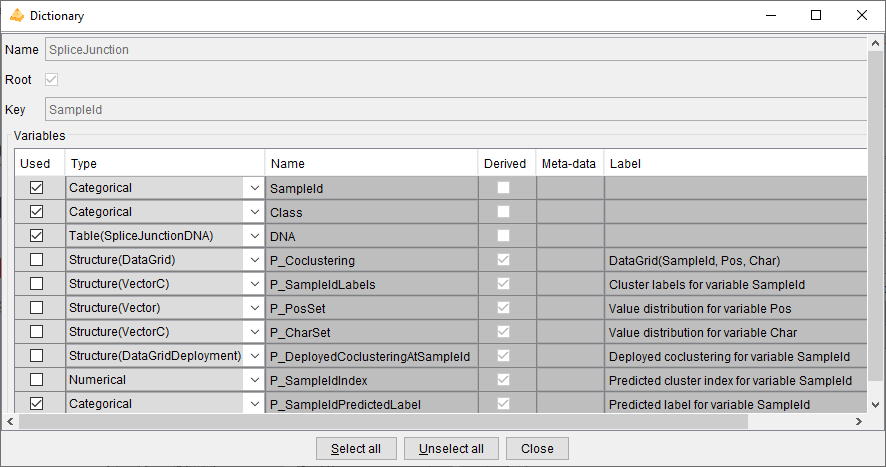 Dictionary
Name SpliceJunction
Root
Key SampleId
Variables
Used Type Name Derived Meta-data Label
Categorical SampleId
Categorical Class
Table(SpliceJunctionDNA) DNA
Structure(DataGrid) P_Coclustering DataGrid(SampleId, Pos, Char)
Structure(VectorC) P_SampleIdLabels Cluster labels for variable SampleId
Structure(Vector) P_PosSet Value distribution for variable Pos
Structure(VectorC) P_CharSet Value distribution for variable Char
Structure(DataGridDeployment) P_DeployedCoclusteringAtSampleId Deployed coclustering for variable SampleId
Numerical P_SampleIdIndex Predicted cluster index for variable SampleId
Categorical P_SampleIdPredictedLabel Predicted label for variable SampleId
Select all Unselect all Close